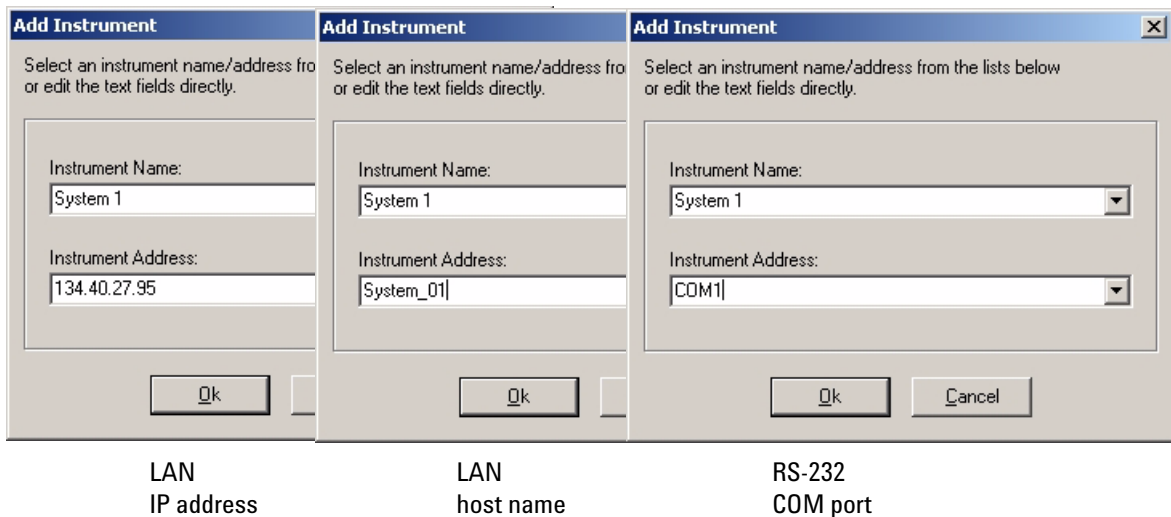 Add Instrument
Select an instrument name/address fro
or edit the text fields directly.
Instrument Name:
System 1
Instrument Address:
134.40.27.95
Ok
Add Instrument
Select an instrument name/address fro
or edit the text fields directly.
Instrument Name:
System 1
Instrument Address:
System_01
Ok
Add Instrument
Select an instrument name/address from the lists below
or edit the text fields directly.
Instrument Name:
System 1
Instrument Address:
COM1
Ok
Cancel
LAN
IP address
LAN
host name
RS-232
COM port